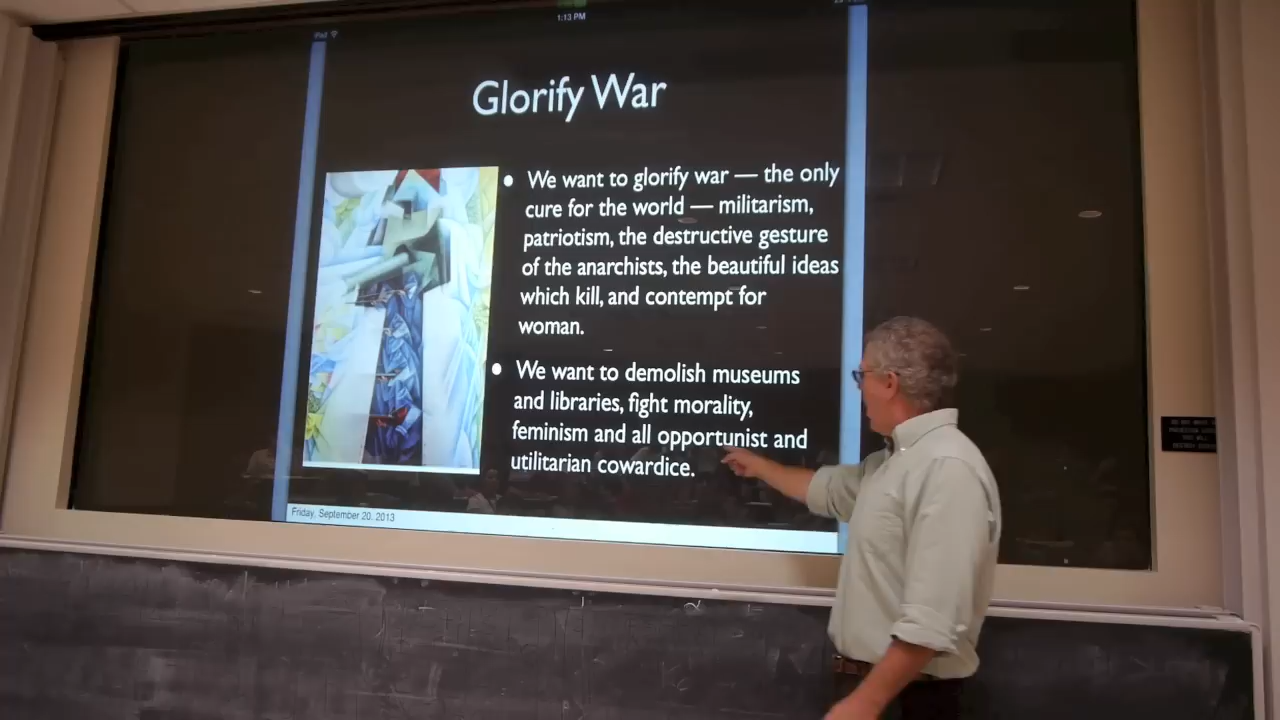 1:13 PM
iPad
Glorify War
• We want to glorify war — the only
cure for the world — militarism,
patriotism, the destructive gesture
of the anarchists, the beautiful ideas
which kill, and contempt for
woman.
• We want to demolish museums
and libraries, fight morality,
feminism and all opportunist and
utilitarian cowardice.
Friday, September 20, 2013